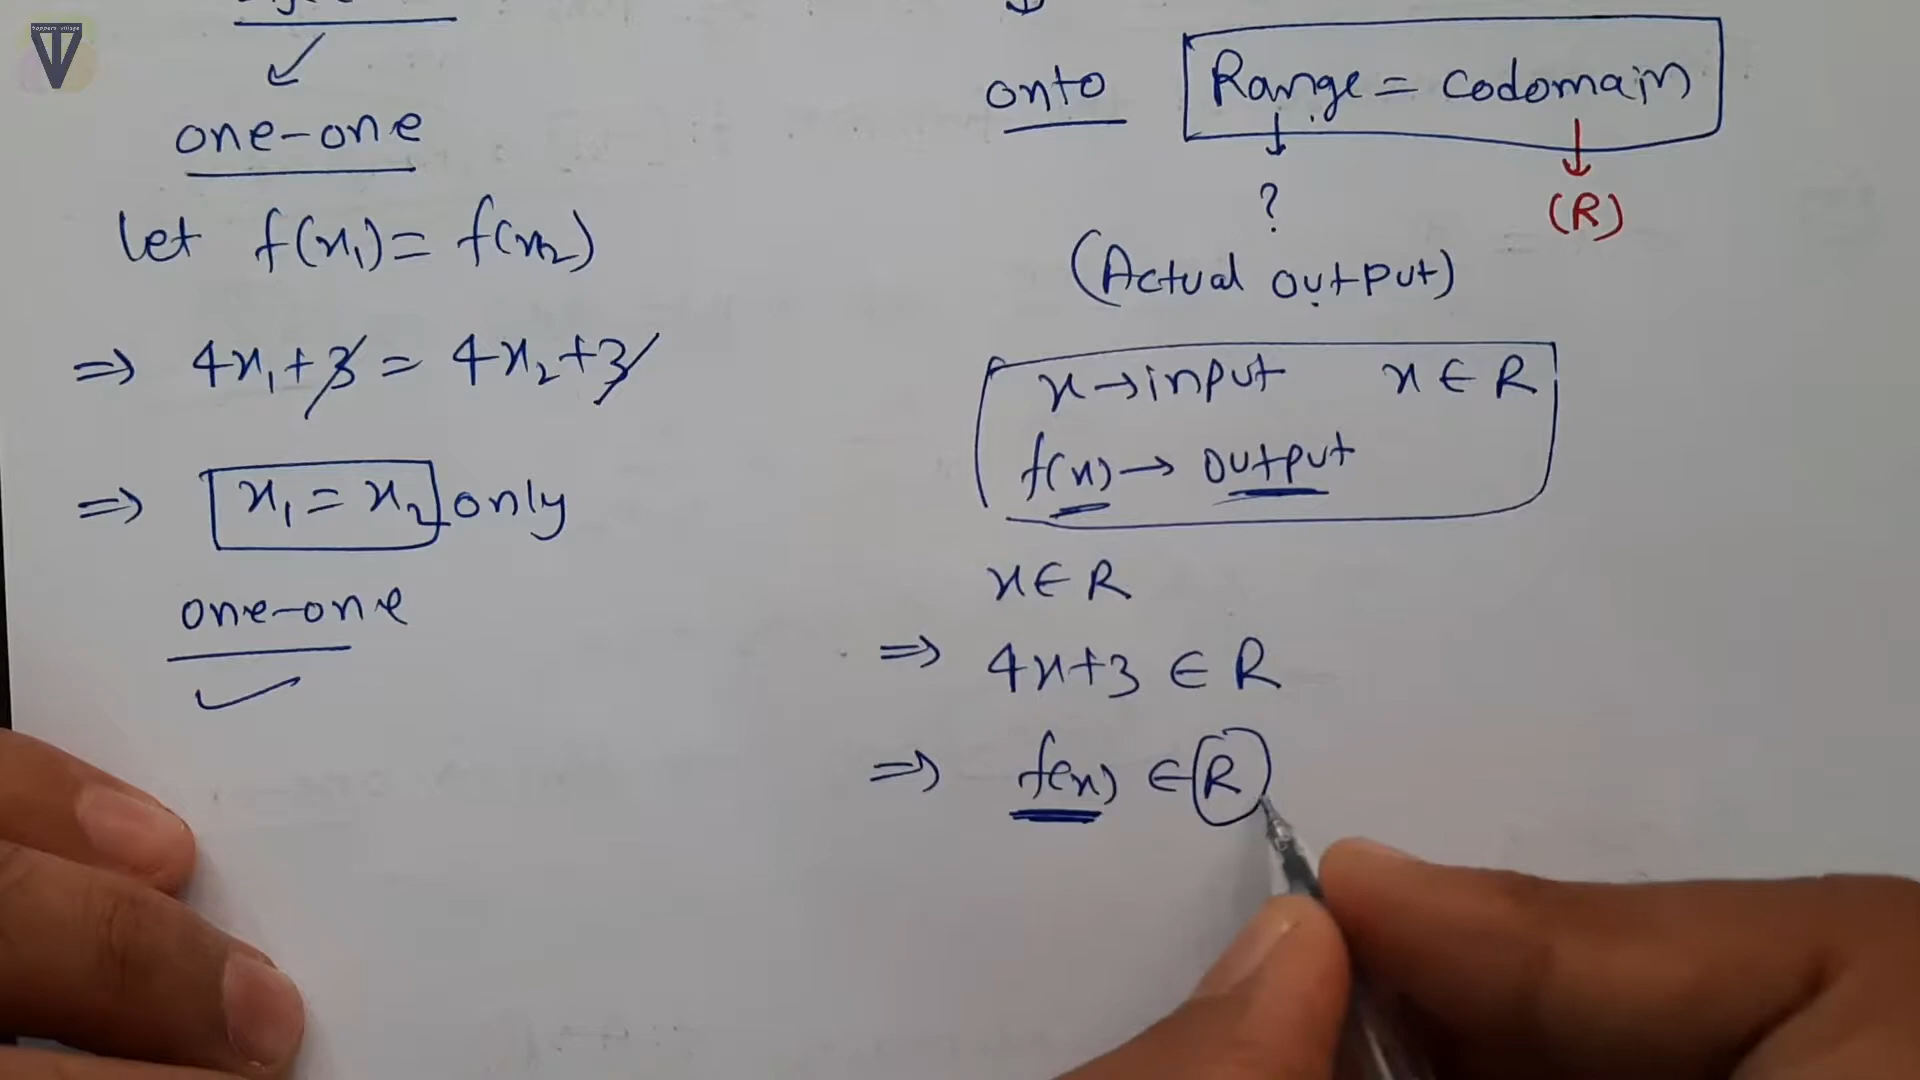 one-one
let f(x₁) = f(x₂)
⇒ 4x₁+3 = 4x₂+3
⇒ x₁ = x₂ only
one-one
onto Range = codomain
? (R)
(Actual output)
x → input x ∈ R
f(x) → output
x ∈ R
⇒ 4x+3 ∈ R
⇒ f(x) ∈ R